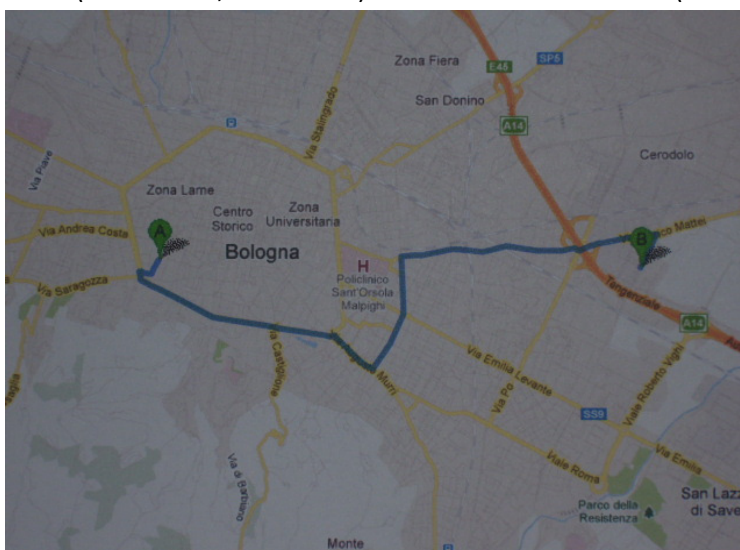 Zona Fiera
E45
SP5
San Donino
A14
Via Stalingrado
Cerodolo
Via Piave
Zona Lame
Centro
Storico
Zona
Universitaria
Via Andrea Costa
A
B
Mattei
Bologna
H
Policlinico
Sant'Orsola
Malpighi
Via Saragozza
Tangenziale
A14
Via Castiglione
Murri
Via Emilia Levante
Via Po
Viale Roberto Vighi
SS9
Via Emilia
Viale Roma
Via di Barbiano
San Lazz
di Save
Parco della
Resistenza
Monte